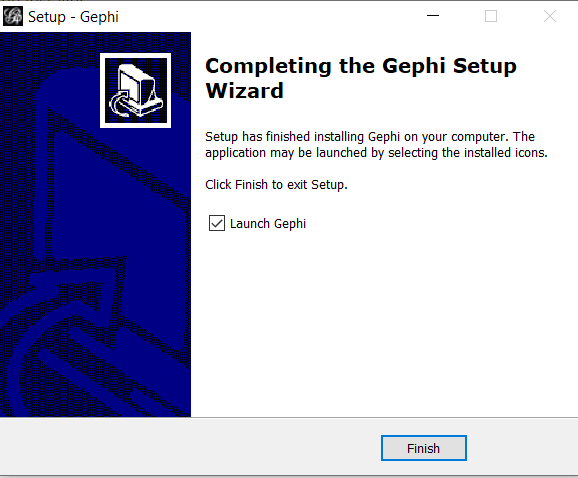 Setup - Gephi
Completing the Gephi Setup
Wizard
Setup has finished installing Gephi on your computer. The
application may be launched by selecting the installed icons.
Click Finish to exit Setup.
Launch Gephi
Finish